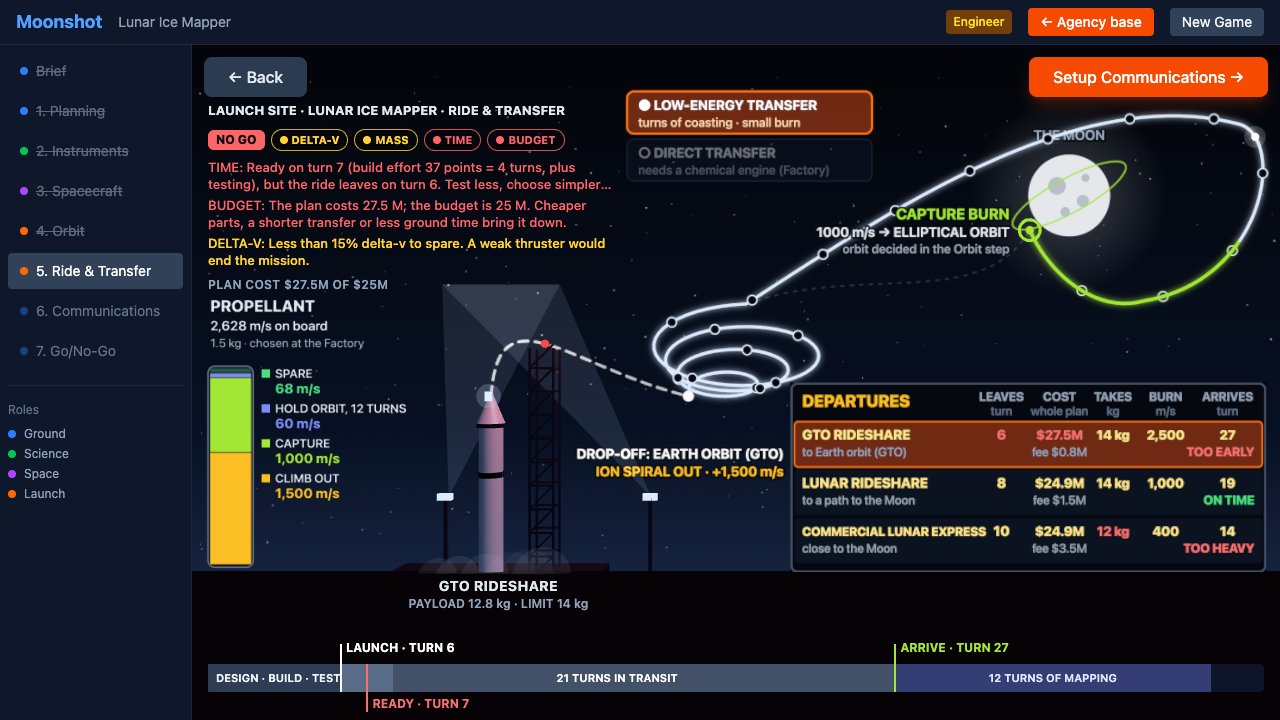 Moonshot
Lunar Ice Mapper
Engineer
← Agency base
New Game
Brief
1. Planning
2. Instruments
3. Spacecraft
4. Orbit
5. Ride & Transfer
6. Communications
7. Go/No-Go
Roles
Ground
Science
Space
Launch
← Back
Setup Communications →
LAUNCH SITE · LUNAR ICE MAPPER · RIDE & TRANSFER
NO GO
DELTA-V
MASS
TIME
BUDGET
TIME: Ready on turn 7 (build effort 37 points = 4 turns, plus
testing), but the ride leaves on turn 6. Test less, choose simpler...
BUDGET: The plan costs 27.5 M; the budget is 25 M. Cheaper
parts, a shorter transfer or less ground time bring it down.
DELTA-V: Less than 15% delta-v to spare. A weak thruster would
end the mission.
PLAN COST $27.5M OF $25M
PROPELLANT
2,628 m/s on board
1.5 kg · chosen at the Factory
SPARE
68 m/s
HOLD ORBIT, 12 TURNS
60 m/s
CAPTURE
1,000 m/s
CLIMB OUT
1,500 m/s
LOW-ENERGY TRANSFER
turns of coasting · small burn
DIRECT TRANSFER
needs a chemical engine (Factory)
THE MOON
CAPTURE BURN
1000 m/s → ELLIPTICAL ORBIT
orbit decided in the Orbit step
DROP-OFF: EARTH ORBIT (GTO)
ION SPIRAL OUT · +1,500 m/s
DEPARTURES
LEAVES COST TAKES BURN ARRIVES
turn whole plan kg m/s turn
GTO RIDESHARE 6 $27.5M 14 kg 2,500 27
to Earth orbit (GTO) fee $0.8M TOO EARLY
LUNAR RIDESHARE 8 $24.9M 14 kg 1,000 19
to a path to the Moon fee $1.5M ON TIME
COMMERCIAL LUNAR EXPRESS 10 $24.9M 12 kg 400 14
close to the Moon fee $3.5M TOO HEAVY
GTO RIDESHARE
PAYLOAD 12.8 kg · LIMIT 14 kg
LAUNCH · TURN 6
ARRIVE · TURN 27
DESIGN · BUILD · TEST
21 TURNS IN TRANSIT
12 TURNS OF MAPPING
READY · TURN 7